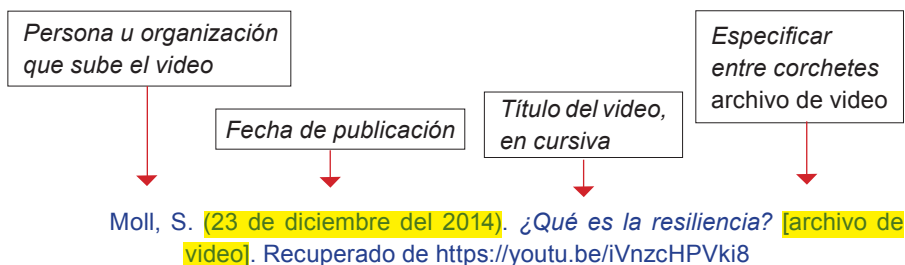 Persona u organización
que sube el video
Fecha de publicación
Título del video,
en cursiva
Especificar
entre corchetes
archivo de video
Moll, S. (23 de diciembre del 2014). ¿Qué es la resiliencia? [archivo de
video]. Recuperado de https://youtu.be/iVnzcHPVki8